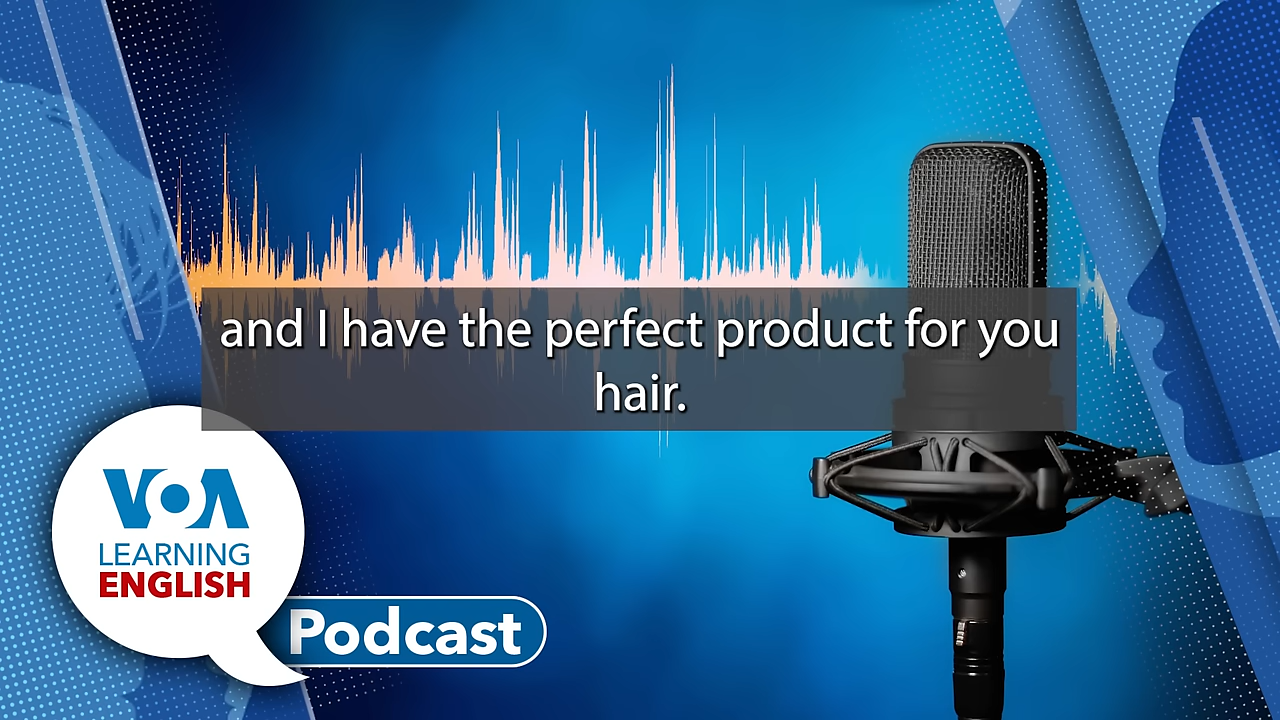 and I have the perfect product for you
hair.
VOA
LEARNING
ENGLISH
Podcast